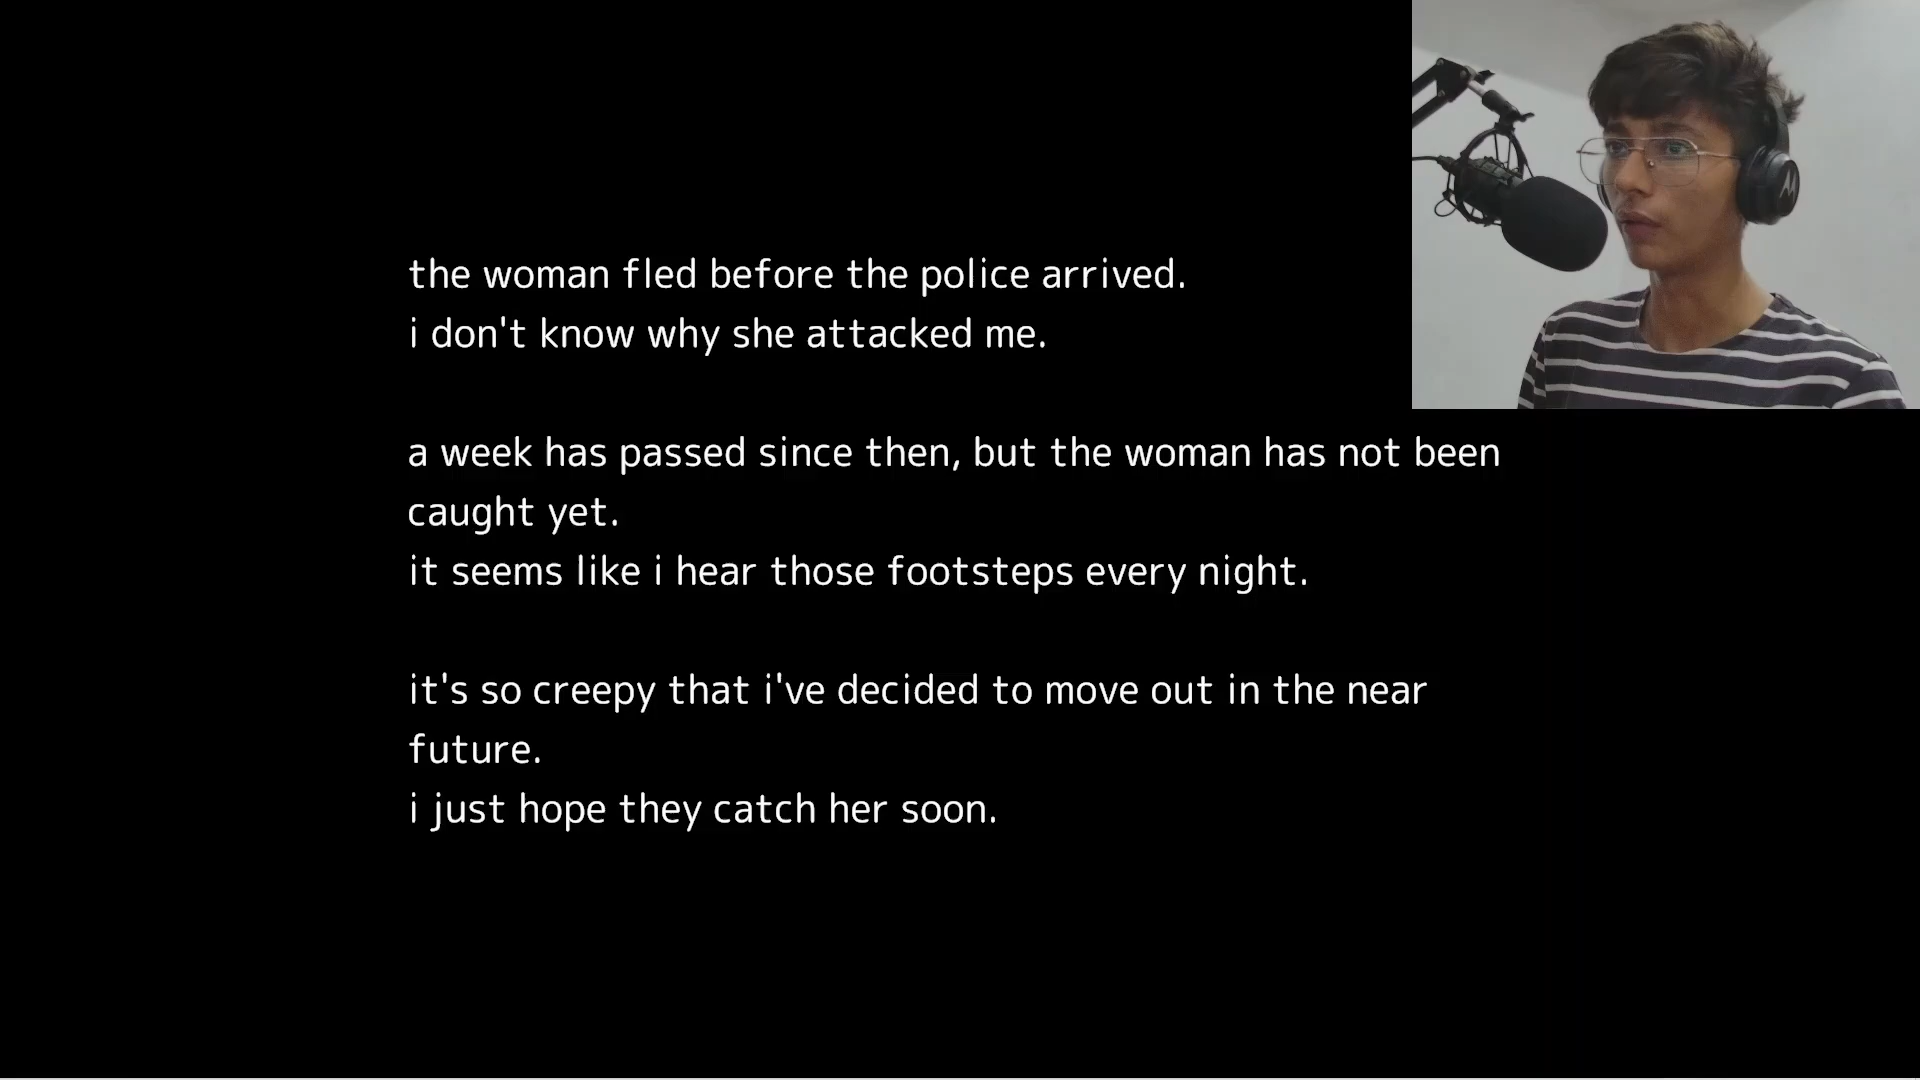 the woman fled before the police arrived.
i don't know why she attacked me.
a week has passed since then, but the woman has not been
caught yet.
it seems like i hear those footsteps every night.
it's so creepy that i've decided to move out in the near
future.
i just hope they catch her soon.